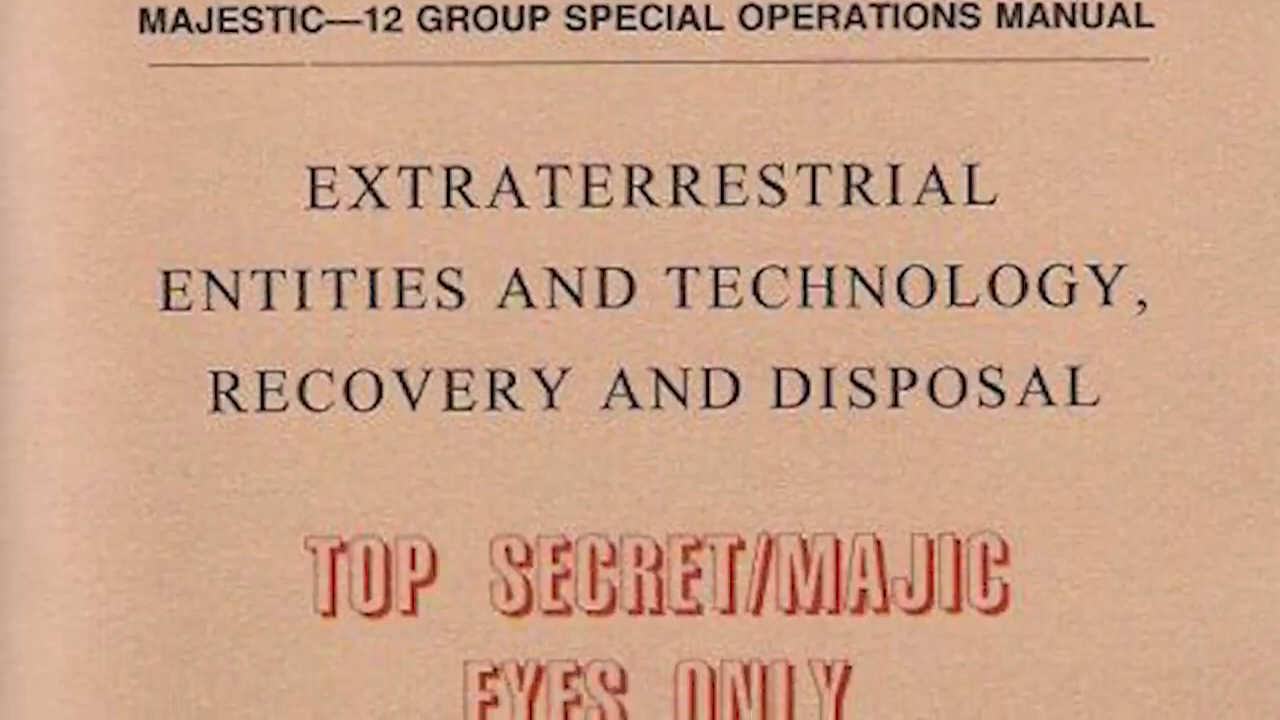 MAJESTIC—12 GROUP SPECIAL OPERATIONS MANUAL
EXTRATERRESTRIAL
ENTITIES AND TECHNOLOGY,
RECOVERY AND DISPOSAL
TOP SECRET/MAJIC
EYES ONLY